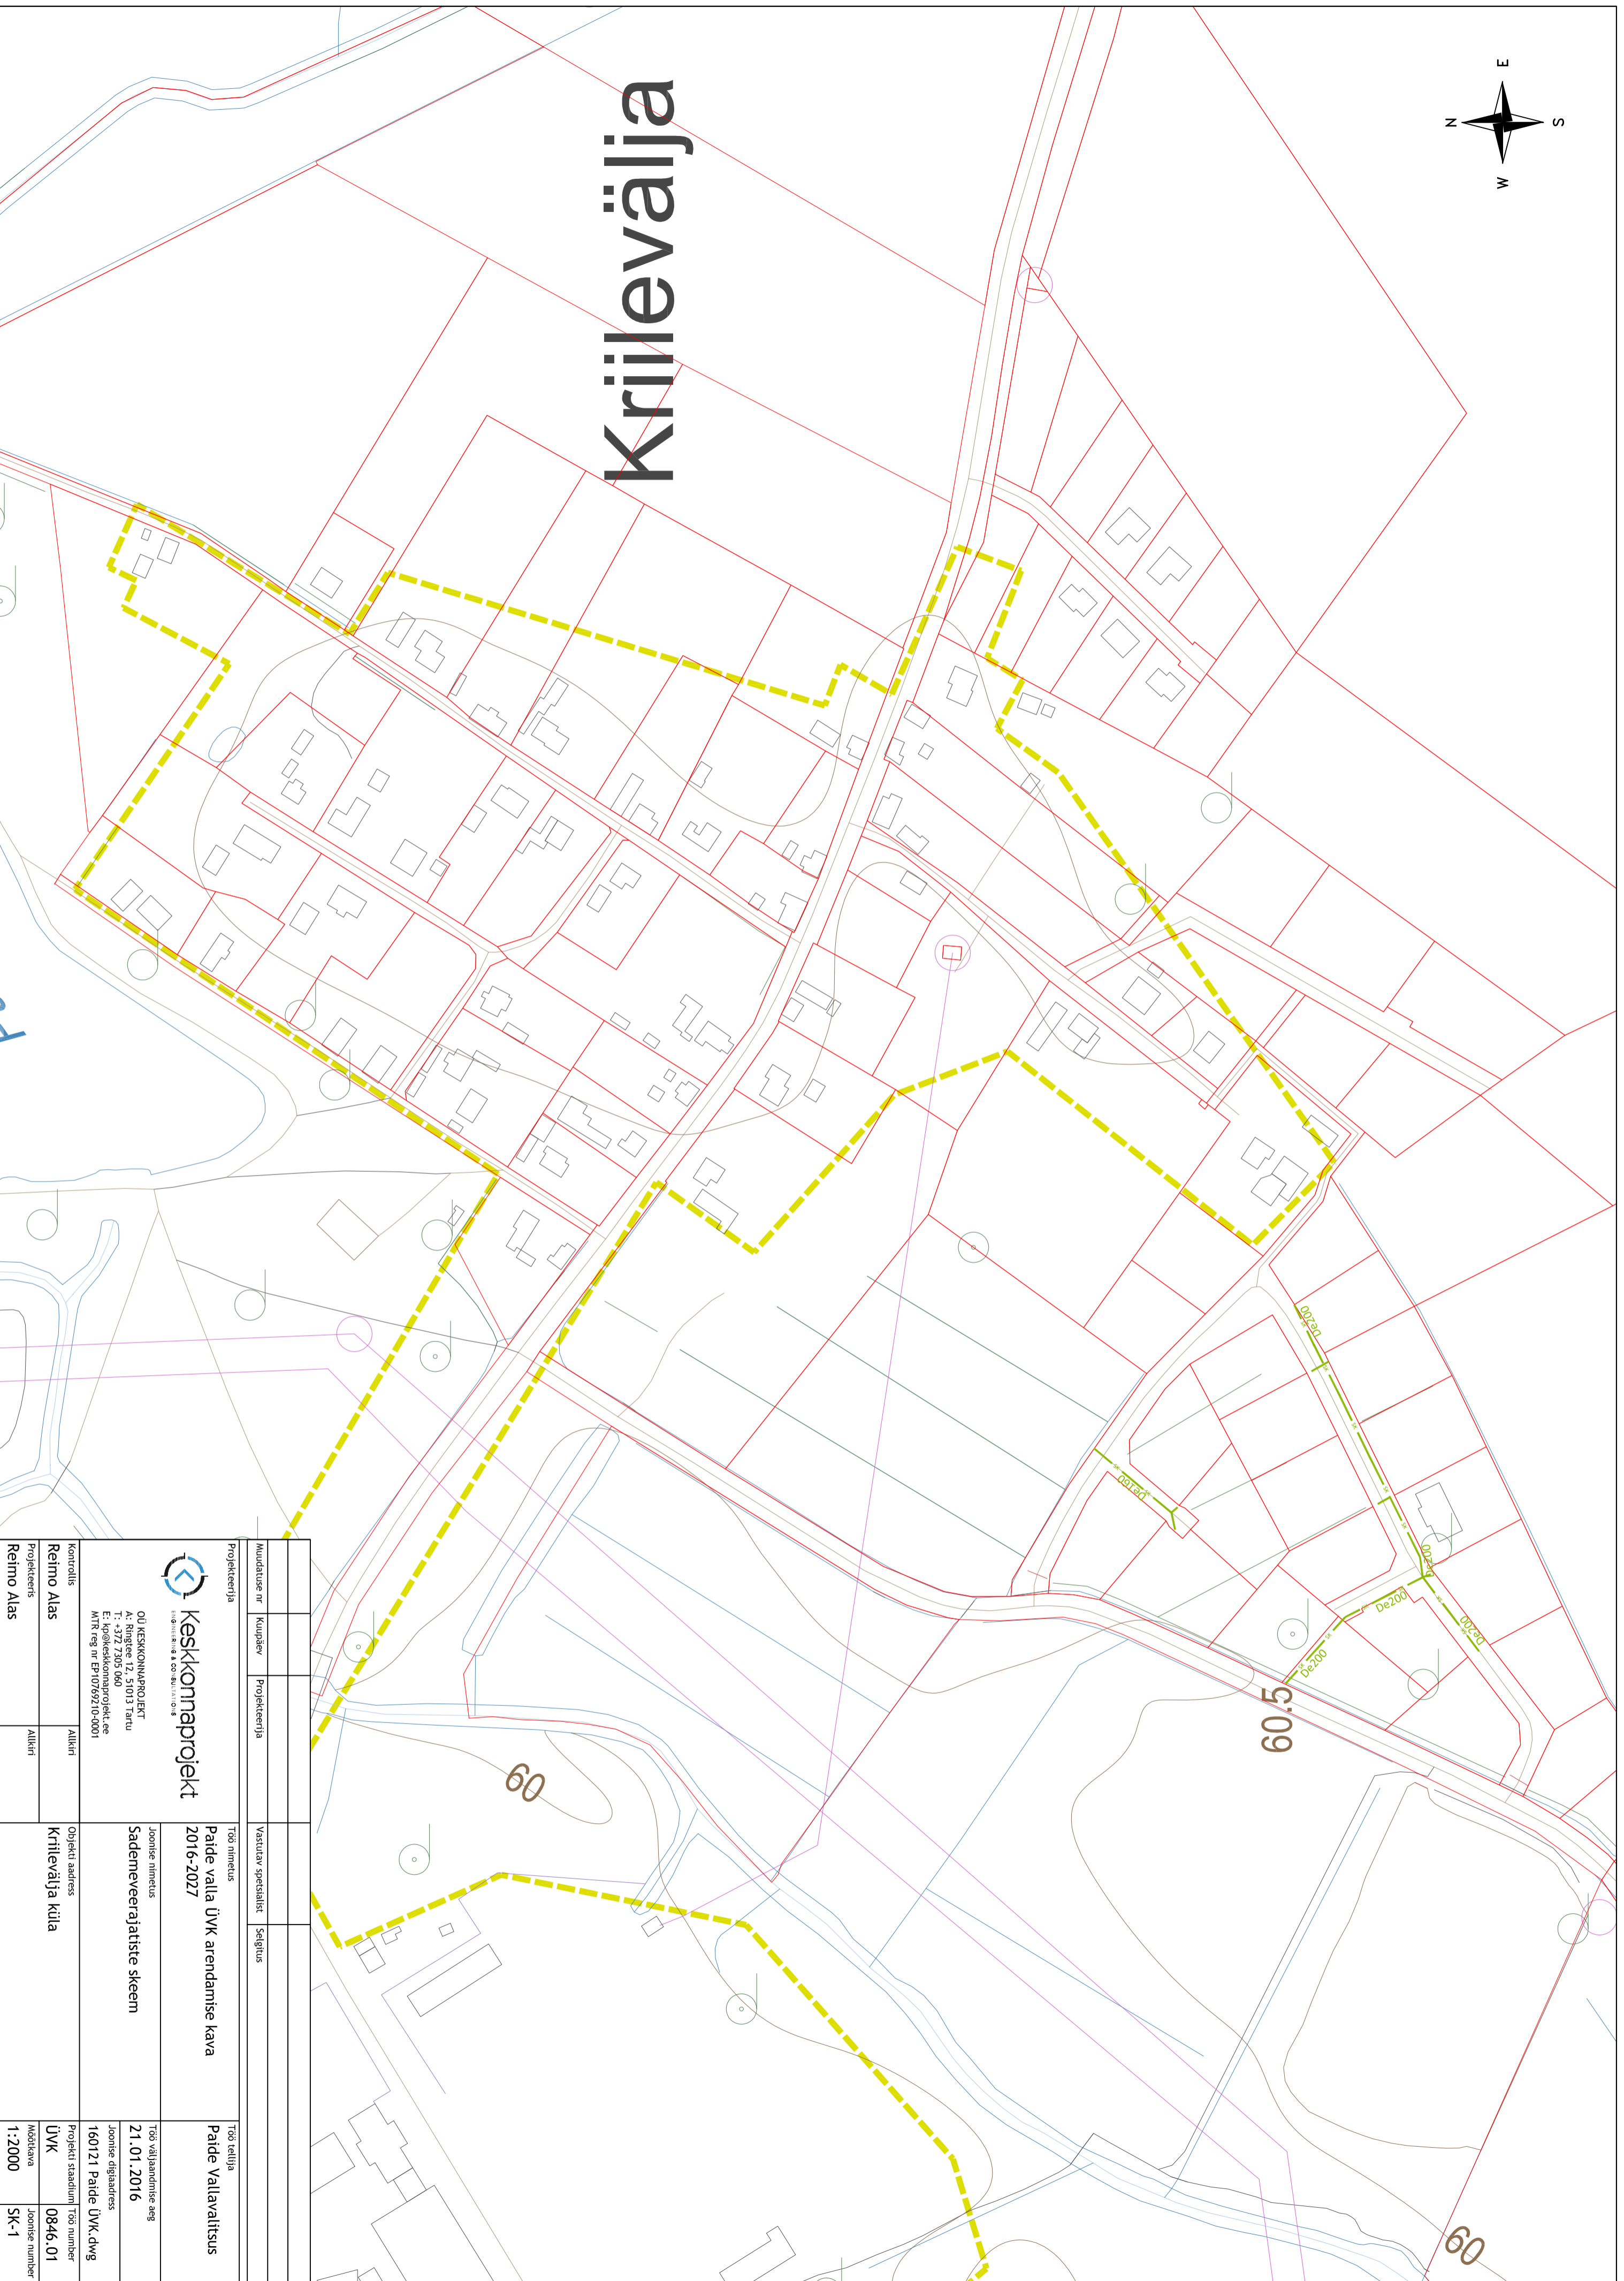 Kriilevälja
E
N
S
W
De200
De160
De200
De200
De200
De200
60.5
60
60
Muudatuse nr
Kuupäev
Projekteerija
Vastutav spetsialist
Selgitus
Projekteerija
Keskkonnaprojekt
ENGINEERING & CONSULTATIONS
OÜ KESKKONNAPROJEKT
A: Ringtee 12, 51013 Tartu
T: +372 7305 060
E: kp@keskkonnaprojekt.ee
MTR reg nr EP10769210-0001
Töö nimetus
Paide valla ÜVK arendamise kava
2016-2027
Töö tellija
Paide Vallavalitsus
Joonise nimetus
Sademeveerajatiste skeem
Töö väljaandmise aeg
21.01.2016
Joonise digiaadress
160121 Paide ÜVK.dwg
Kontrollis
Reimo Alas
Allkiri
Objekti aadress
Kriilevälja küla
Projekti staadium
ÜVK
Töö number
0846.01
Projekteeris
Reimo Alas
Allkiri
Mõõtkava
1:2000
Joonise number
SK-1